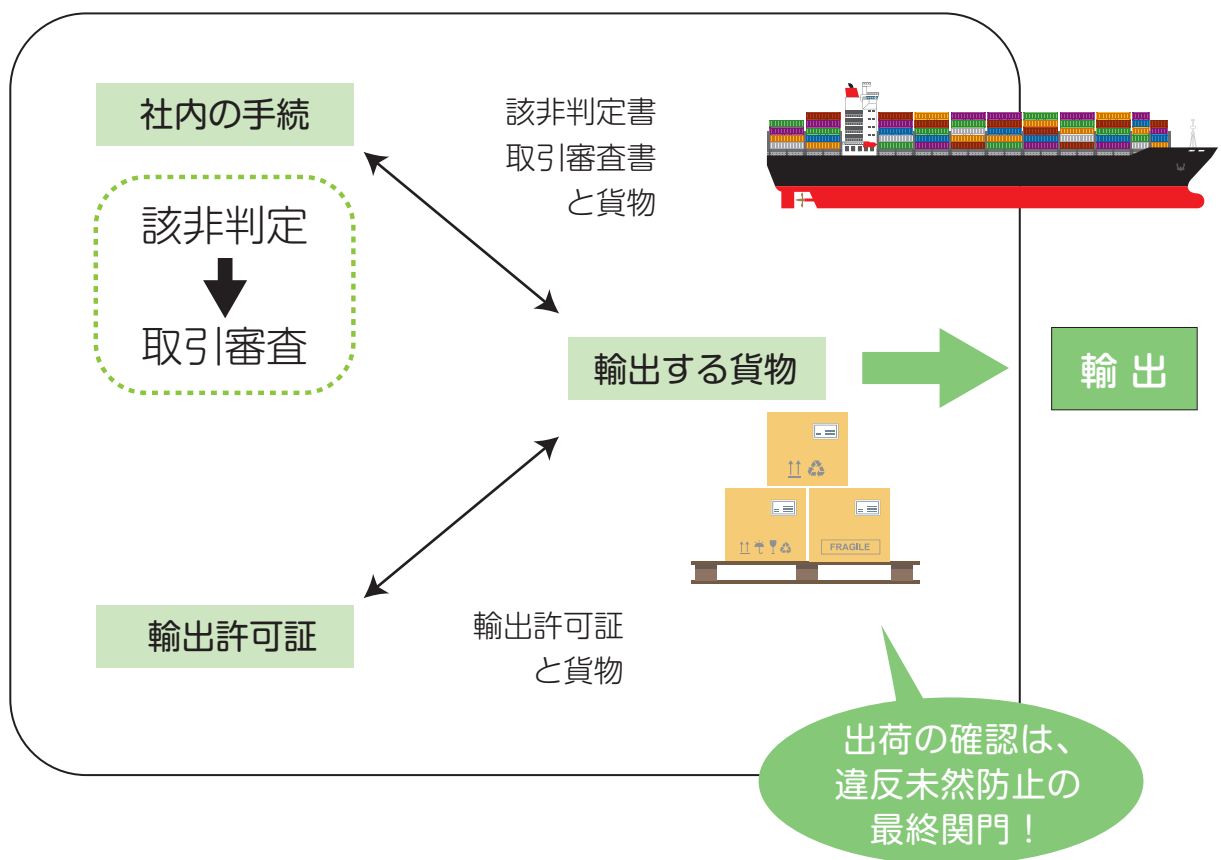 社内の手続
該非判定
取引審査
該非判定書
取引審査書
と貨物
輸出する貨物
輸出
FRAGILE
輸出許可証
輸出許可証
と貨物
出荷の確認は、
違反未然防止の
最終関門！